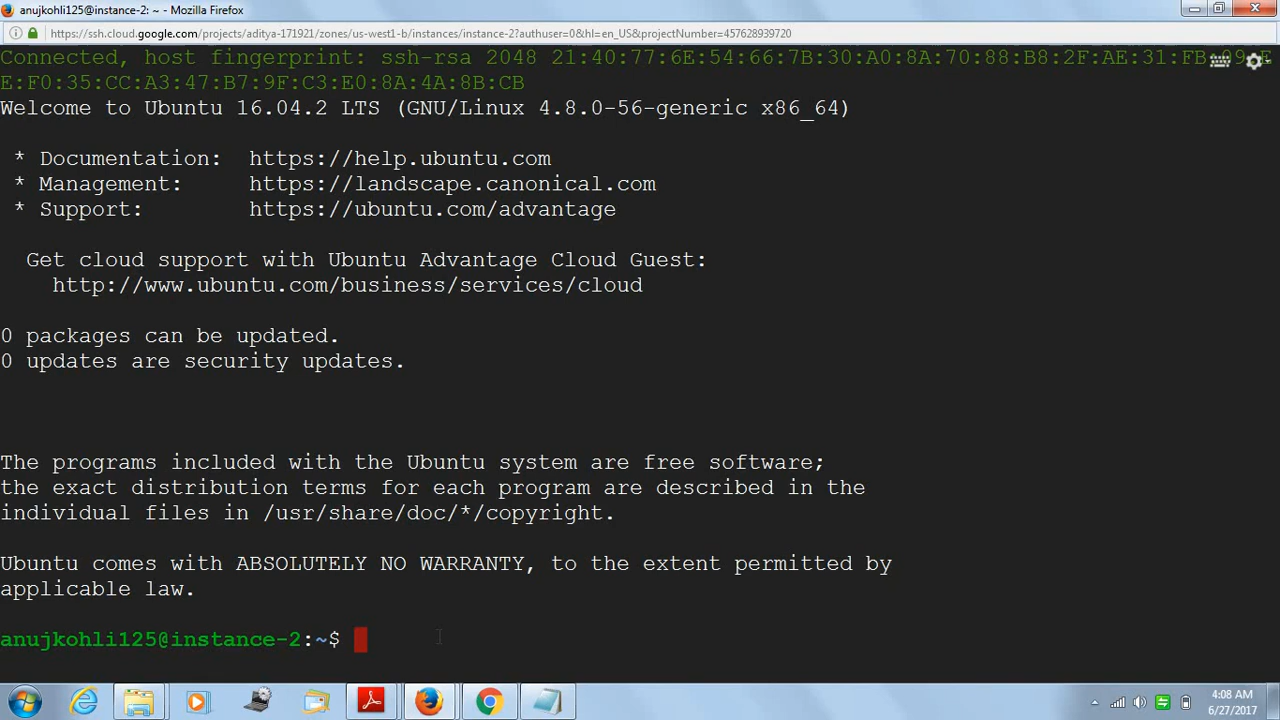 anujkohli125@instance-2: ~ - Mozilla Firefox
https://ssh.cloud.google.com/projects/aditya-171921/zones/us-west1-b/instances/instance-2?authuser=0&hl=en_US&projectNumber=457628939720
Connected, host fingerprint: ssh-rsa 2048 21:40:77:6E:54:66:7B:30:A0:8A:70:88:B8:2F:AE:31:FB:
E:F0:35:CC:A3:47:B7:9F:C3:E0:8A:4A:8B:CB
Welcome to Ubuntu 16.04.2 LTS (GNU/Linux 4.8.0-56-generic x86_64)
* Documentation: https://help.ubuntu.com
* Management: https://landscape.canonical.com
* Support: https://ubuntu.com/advantage
Get cloud support with Ubuntu Advantage Cloud Guest:
http://www.ubuntu.com/business/services/cloud
0 packages can be updated.
0 updates are security updates.
The programs included with the Ubuntu system are free software;
the exact distribution terms for each program are described in the
individual files in /usr/share/doc/*/copyright.
Ubuntu comes with ABSOLUTELY NO WARRANTY, to the extent permitted by
applicable law.
anujkohli125@instance-2:~$
4:08 AM
6/27/2017